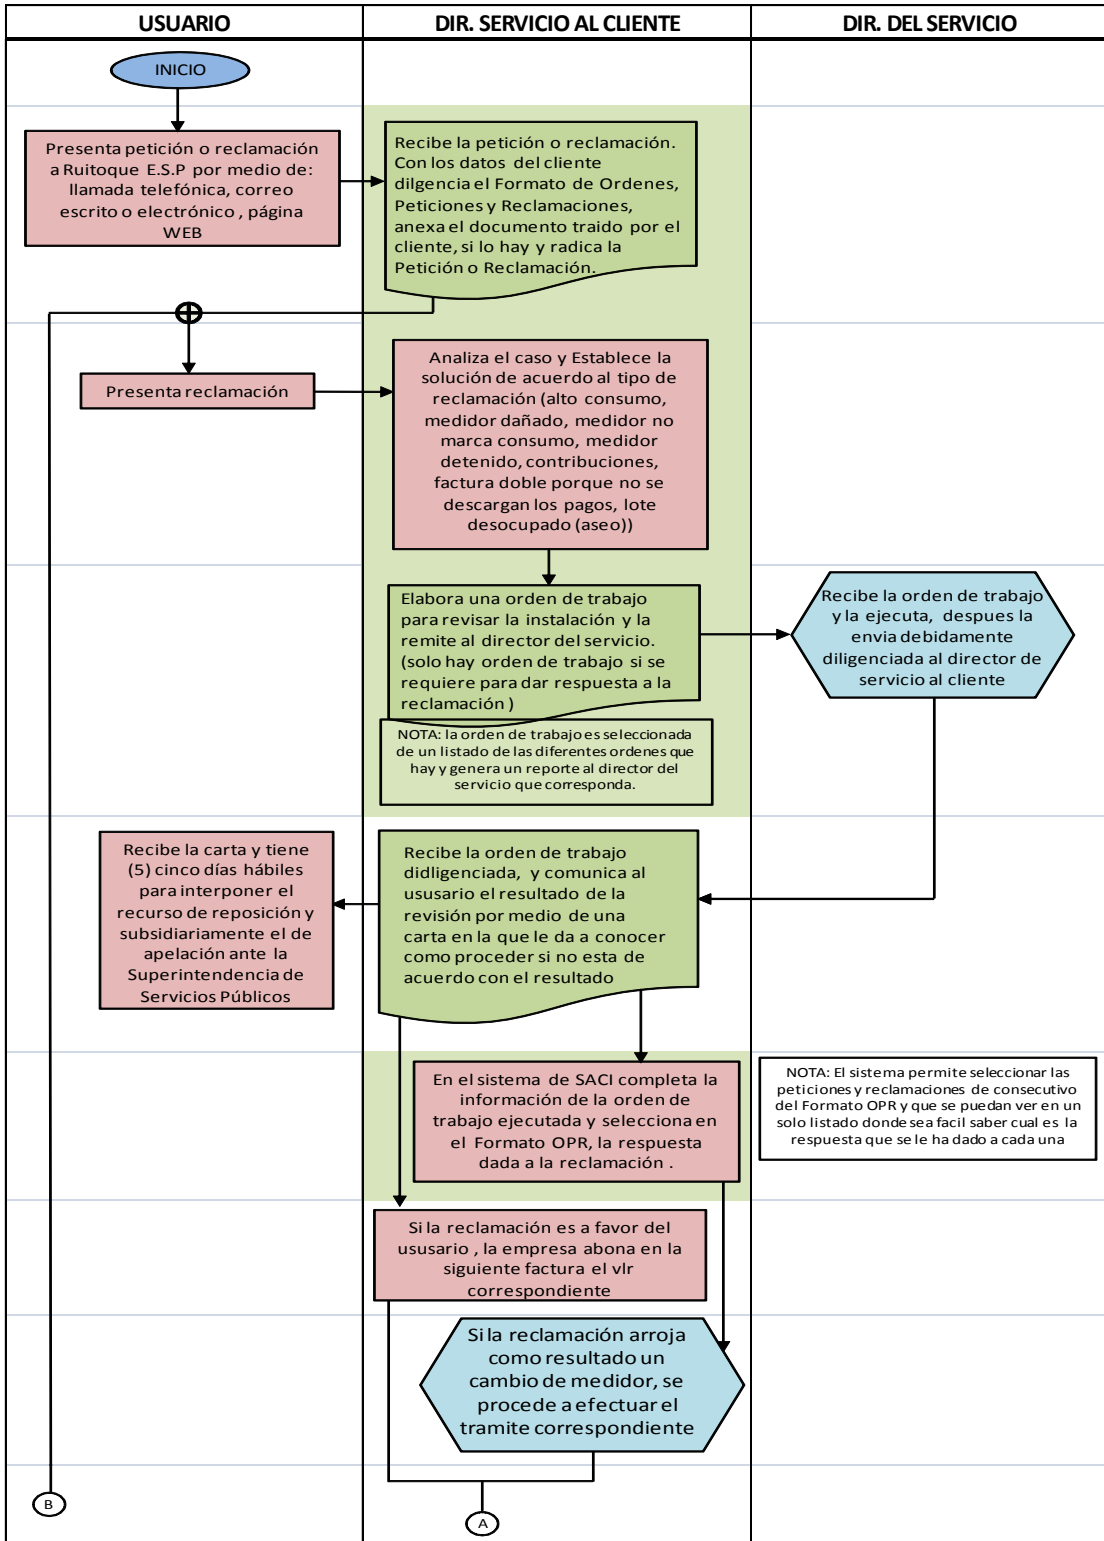 USUARIO
DIR. SERVICIO AL CLIENTE
DIR. DEL SERVICIO
INICIO
Presenta petición o reclamación
a Ruitoque E.S.P por medio de:
llamada telefónica, correo
escrito o electrónico , página
WEB
Recibe la petición o reclamación.
Con los datos del cliente
dilgencia el Formato de Ordenes,
Peticiones y Reclamaciones,
anexa el documento traido por el
cliente, si lo hay y radica la
Petición o Reclamación.
Presenta reclamación
Analiza el caso y Establece la
solución de acuerdo al tipo de
reclamación (alto consumo,
medidor dañado, medidor no
marca consumo, medidor
detenido, contribuciones,
factura doble porque no se
descargan los pagos, lote
desocupado (aseo))
Elabora una orden de trabajo
para revisar la instalación y la
remite al director del servicio.
(solo hay orden de trabajo si se
requiere para dar respuesta a la
reclamación )
Recibe la orden de trabajo
y la ejecuta, despues la
envia debidamente
diligenciada al director de
servicio al cliente
NOTA: la orden de trabajo es seleccionada
de un listado de las diferentes ordenes que
hay y genera un reporte al director del
servicio que corresponda.
Recibe la carta y tiene
(5) cinco días hábiles
para interponer el
recurso de reposición y
subsidiariamente el de
apelación ante la
Superintendencia de
Servicios Públicos
Recibe la orden de trabajo
didligenciada, y comunica al
ususario el resultado de la
revisión por medio de una
carta en la que le da a conocer
como proceder si no esta de
acuerdo con el resultado
En el sistema de SACI completa la
información de la orden de
trabajo ejecutada y selecciona en
el Formato OPR, la respuesta
dada a la reclamación .
NOTA: El sistema permite seleccionar las
peticiones y reclamaciones de consecutivo
del Formato OPR y que se puedan ver en un
solo listado donde sea facil saber cual es la
respuesta que se le ha dado a cada una
Si la reclamación es a favor del
ususario , la empresa abona en la
siguiente factura el vlr
correspondiente
Si la reclamación arroja
como resultado un
cambio de medidor, se
procede a efectuar el
tramite correspondiente
B
A